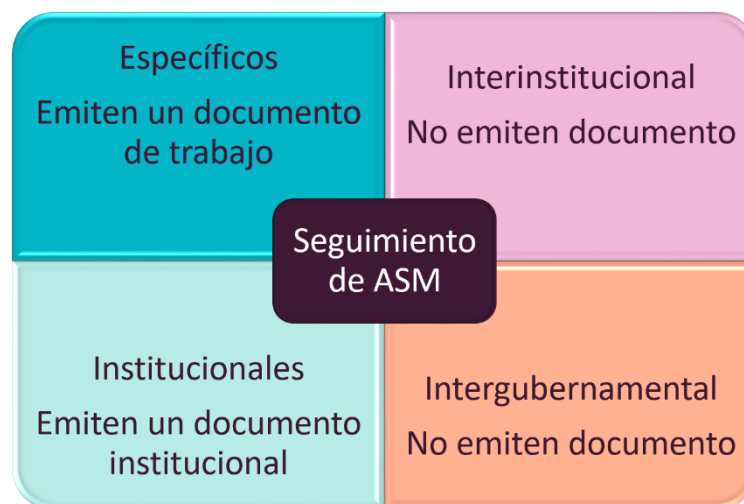 Específicos
Emiten un documento
de trabajo
Interinstitucional
No emiten documento
Seguimiento
de ASM
Institucionales
Emiten un documento
institucional
Intergubernamental
No emiten documento